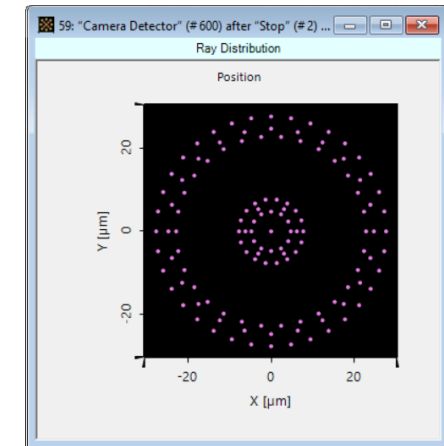 59: "Camera Detector" (# 600) after "Stop" (# 2) ...
Ray Distribution
Position
20
0
-20
Y [µm]
-20
0
20
X [µm]